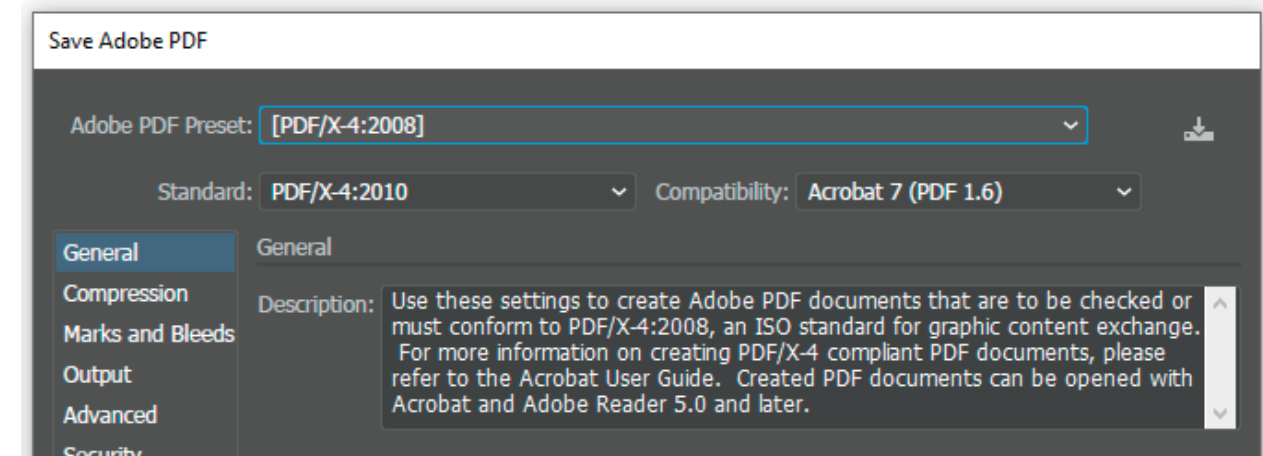 Save Adobe PDF
Adobe PDF Preset: [PDF/X-4:2008]
Standard: PDF/X-4:2010 Compatibility: Acrobat 7 (PDF 1.6)
General
General
Compression
Description: Use these settings to create Adobe PDF documents that are to be checked or
must conform to PDF/X-4:2008, an ISO standard for graphic content exchange.
For more information on creating PDF/X-4 compliant PDF documents, please
refer to the Acrobat User Guide. Created PDF documents can be opened with
Acrobat and Adobe Reader 5.0 and later.
Marks and Bleeds
Output
Advanced
Security